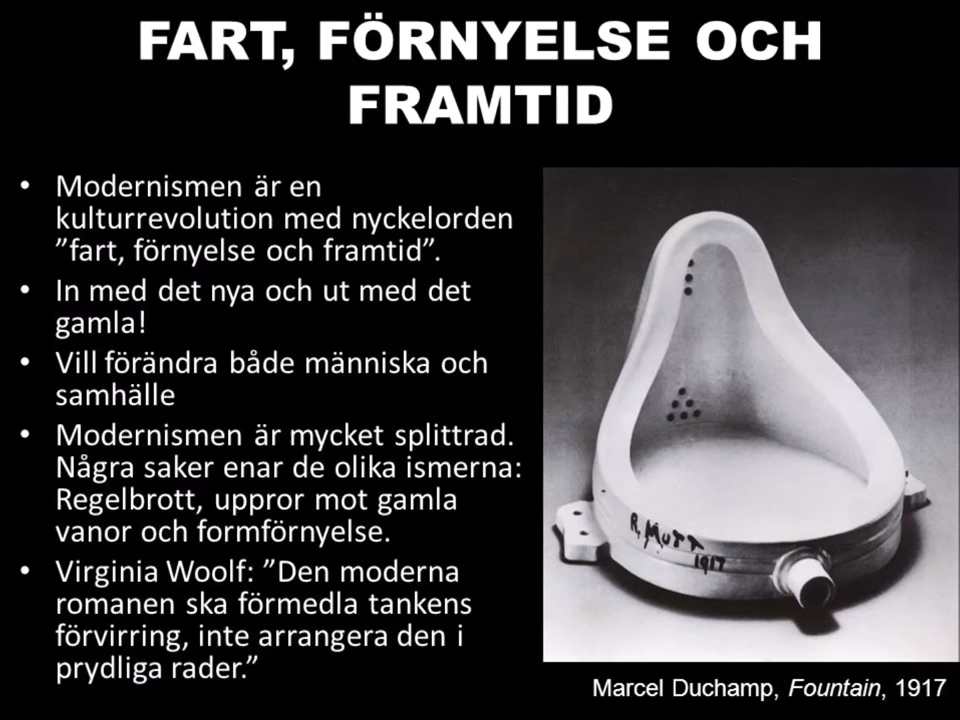 FART, FÖRNYELSE OCH
FRAMTID
• Modernismen är en
kulturrevolution med nyckelorden
”fart, förnyelse och framtid”.
• In med det nya och ut med det
gamla!
• Vill förändra både människa och
samhälle
• Modernismen är mycket splittrad.
Några saker enar de olika ismerna:
Regelbrott, uppror mot gamla
vanor och formförnyelse.
• Virginia Woolf: ”Den moderna
romanen ska förmedla tankens
förvirring, inte arrangera den i
prydliga rader.”
R. MUTT
1917
Marcel Duchamp, Fountain, 1917